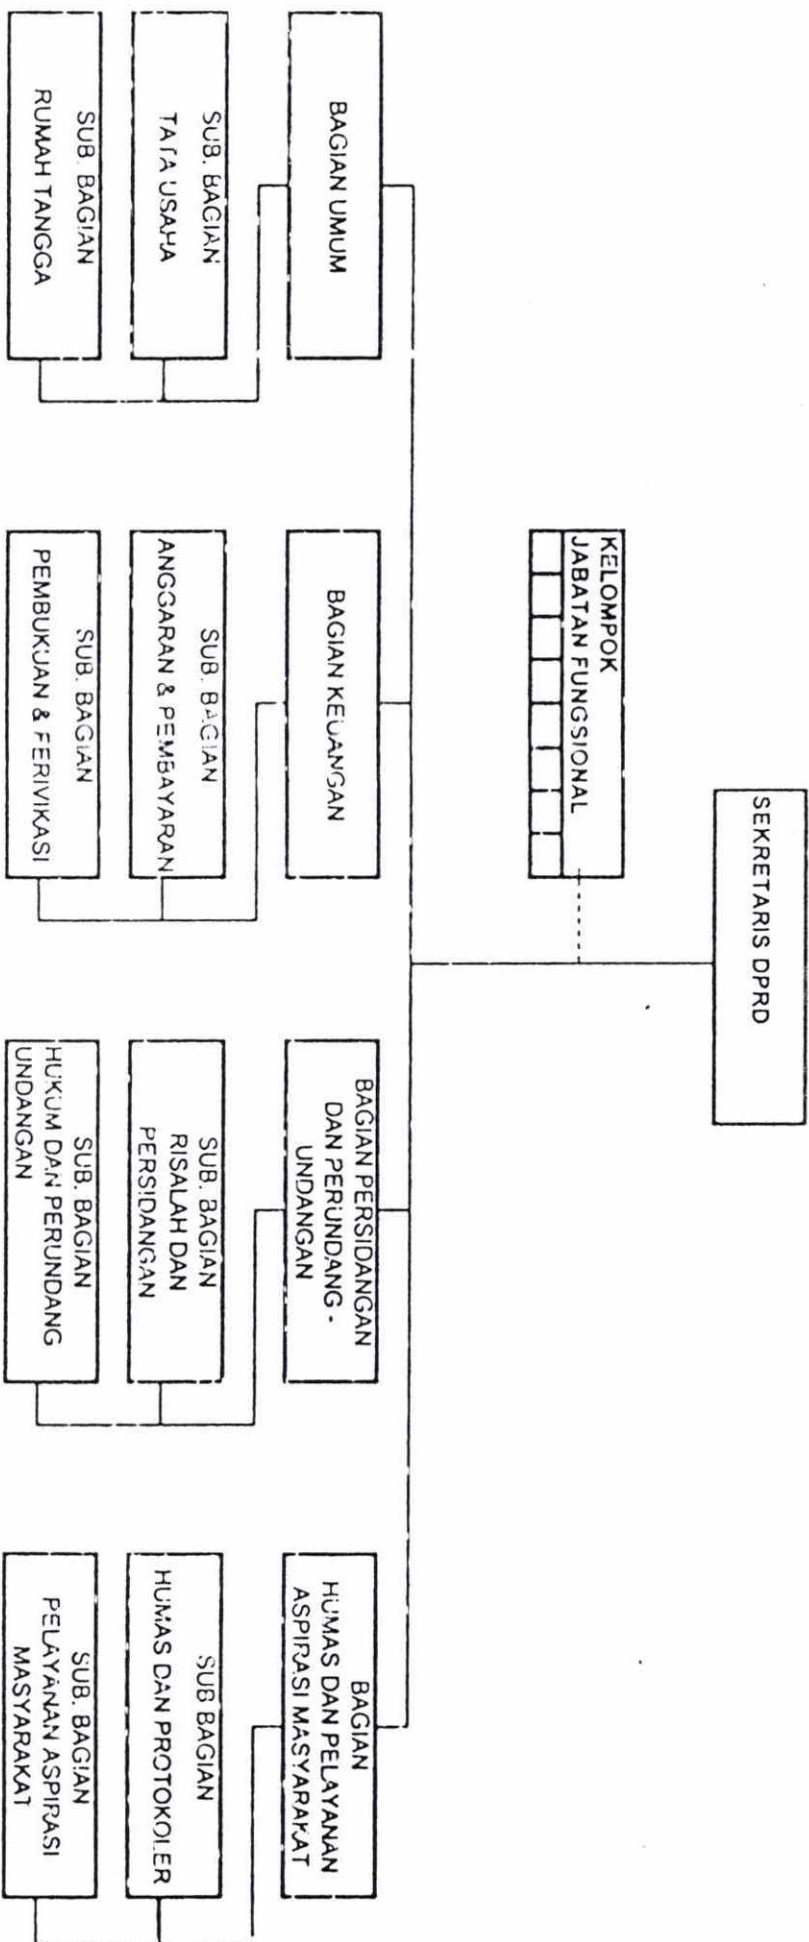 SEKRETARIS DPRD
KELOMPOK
JABATAN FUNGSIONAL
BAGIAN UMUM
SUB. BAGIAN
TATA USAHA
SUB. BAGIAN
RUMAH TANGGA
BAGIAN KEUANGAN
SUB. BAGIAN
ANGGARAN & PEMBAYARAN
SUB. BAGIAN
PEMBUKUAN & FERIVIKASI
BAGIAN PERSIDANGAN
DAN PERUNDANG -
UNDANGAN
SUB. BAGIAN
RISALAH DAN
PERSIDANGAN
SUB. BAGIAN
HUKUM DAN PERUNDANG
UNDANGAN
BAGIAN
HUMAS DAN PELAYANAN
ASPIRASI MASYARAKAT
SUB BAGIAN
HUMAS DAN PROTOKOLER
SUB. BAGIAN
PELAYANAN ASPIRASI
MASYARAKAT